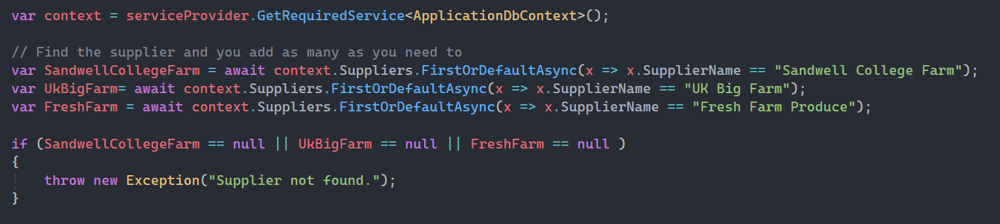 var context = serviceProvider.GetRequiredService<ApplicationDbContext>();
// Find the supplier and you add as many as you need to
var SandwellCollegeFarm = await context.Suppliers.FirstOrDefaultAsync(x => x.SupplierName == "Sandwell College Farm");
var UkBigFarm= await context.Suppliers.FirstOrDefaultAsync(x => x.SupplierName == "UK Big Farm");
var FreshFarm = await context.Suppliers.FirstOrDefaultAsync(x => x.SupplierName == "Fresh Farm Produce");
if (SandwellCollegeFarm == null || UkBigFarm == null || FreshFarm == null )
{
throw new Exception("Supplier not found.");
}